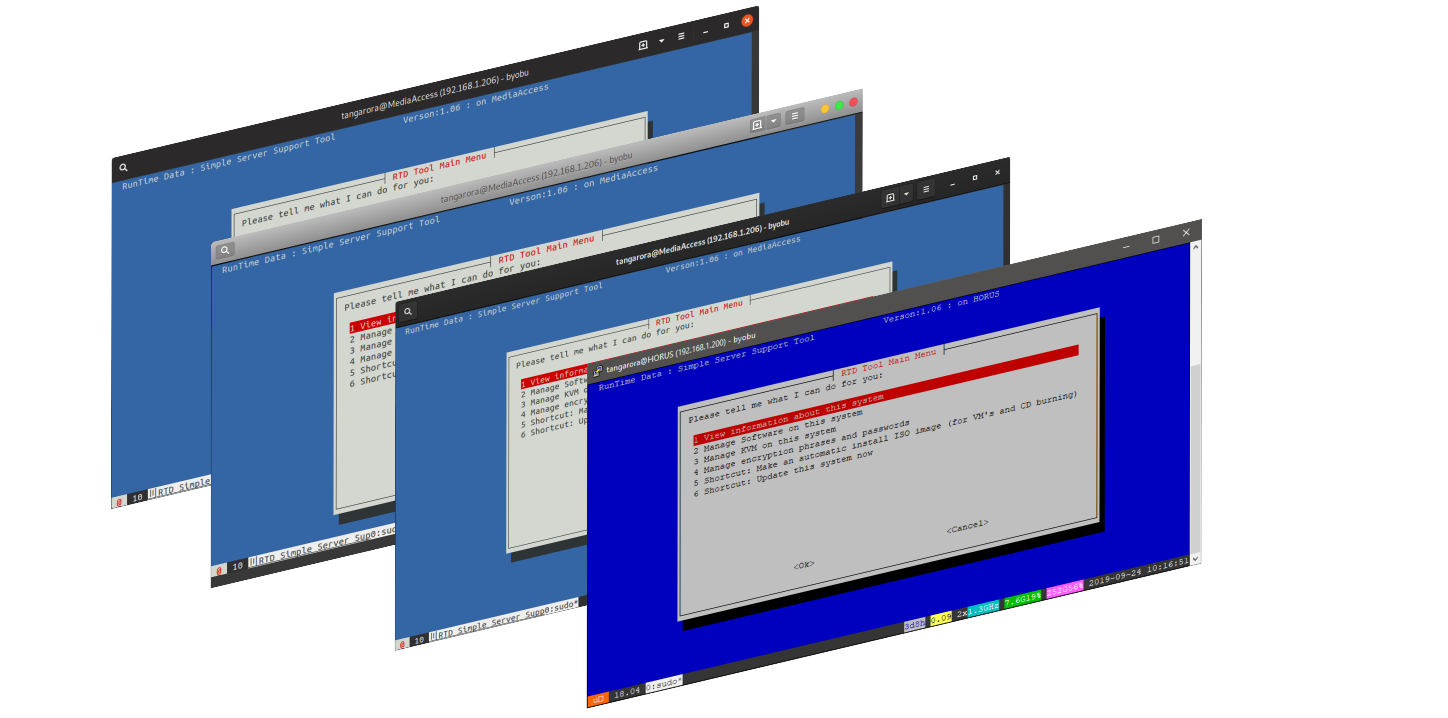 tangarora@MediaAccess (192.168.1.206) - byobu
RunTime Data : Simple Server Support Tool Verson:1.06 : on MediaAccess
RTD Tool Main Menu
Please tell me what I can do for you:
@ 10 RTD Simple
tangarora@MediaAccess (192.168.1.206) - byobu
RunTime Data : Simple Server Support Tool Verson:1.06 : on MediaAccess
RTD Tool Main Menu
Please tell me what I can do for you:
1 View in
2 Manage
3 Manage
4 Manage
5 Shortcu
6 Shortcu
@ 10 RTD Simple Server Sup0:sud
tangarora@MediaAccess (192.168.1.206) - byobu
RunTime Data : Simple Server Support Tool Verson:1.06 : on MediaAccess
RTD Tool Main Menu
Please tell me what I can do for you:
1 View informa
2 Manage Softw
3 Manage KVM o
4 Manage encry
5 Shortcut: Ma
6 Shortcut: Up
@ 10 RTD Simple Server Supp0:sudo*
tangarora@HORUS (192.168.1.200) - byobu
RunTime Data : Simple Server Support Tool Verson:1.06 : on HORUS
RTD Tool Main Menu
Please tell me what I can do for you:
1 View information about this system
2 Manage Software on this system
3 Manage KVM on this system
4 Manage encryption phrases and passwords
5 Shortcut: Make an automatic install ISO image (for VM's and CD burning)
6 Shortcut: Update this system now
<Ok> <Cancel>
18.04 0:sudo* 3d8h 0.09 2x1.3GHz 7.6G19% 252G56% 2019-09-24 10:16:51